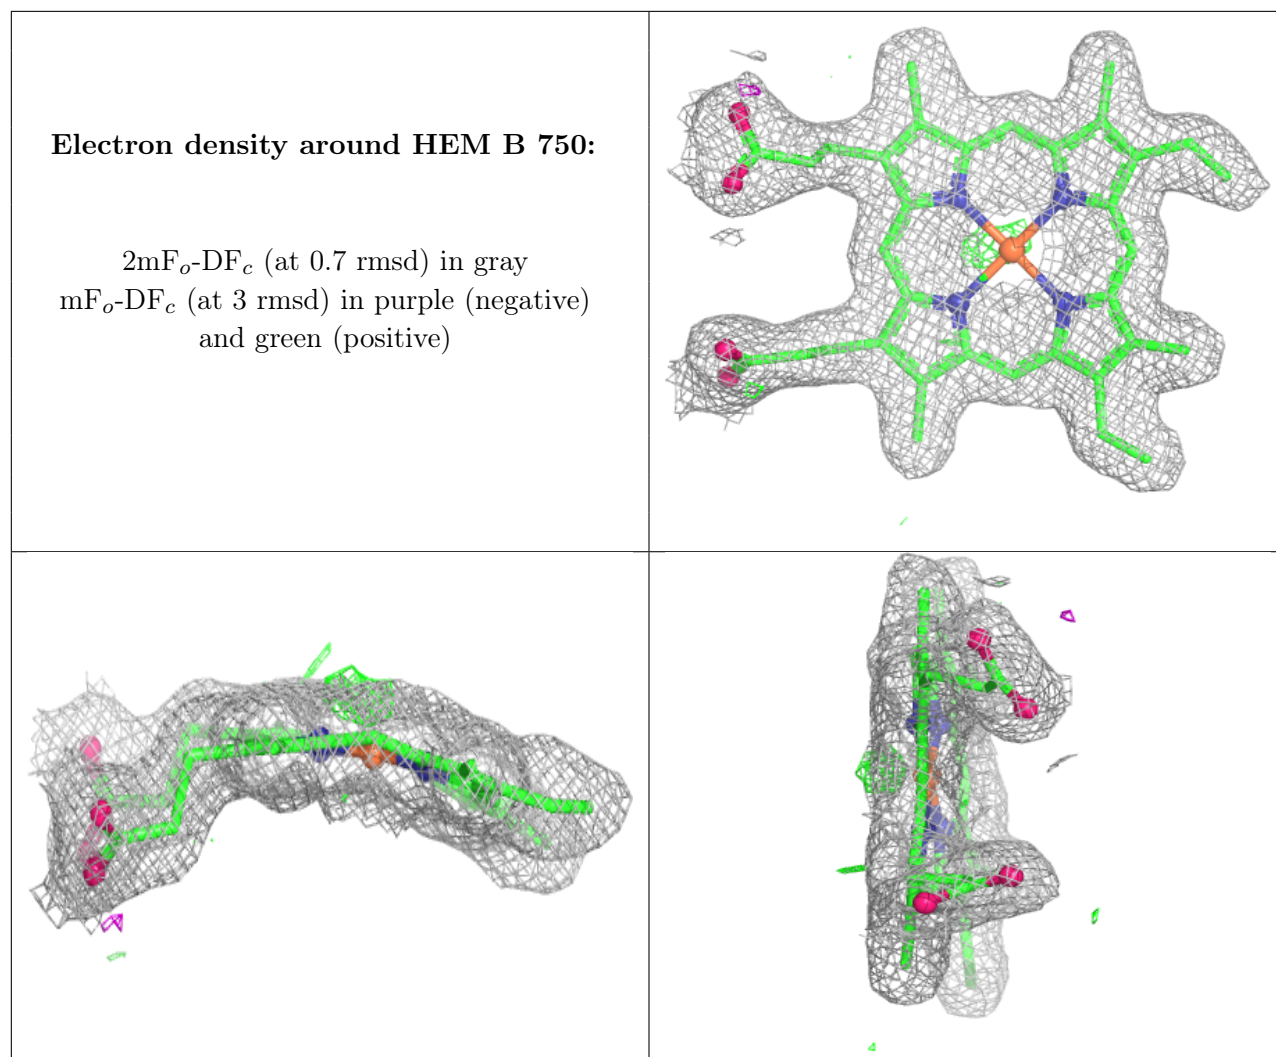 Electron density around HEM B 750:
2mFo-DFc (at 0.7 rmsd) in gray
mFo-DFc (at 3 rmsd) in purple (negative)
and green (positive)